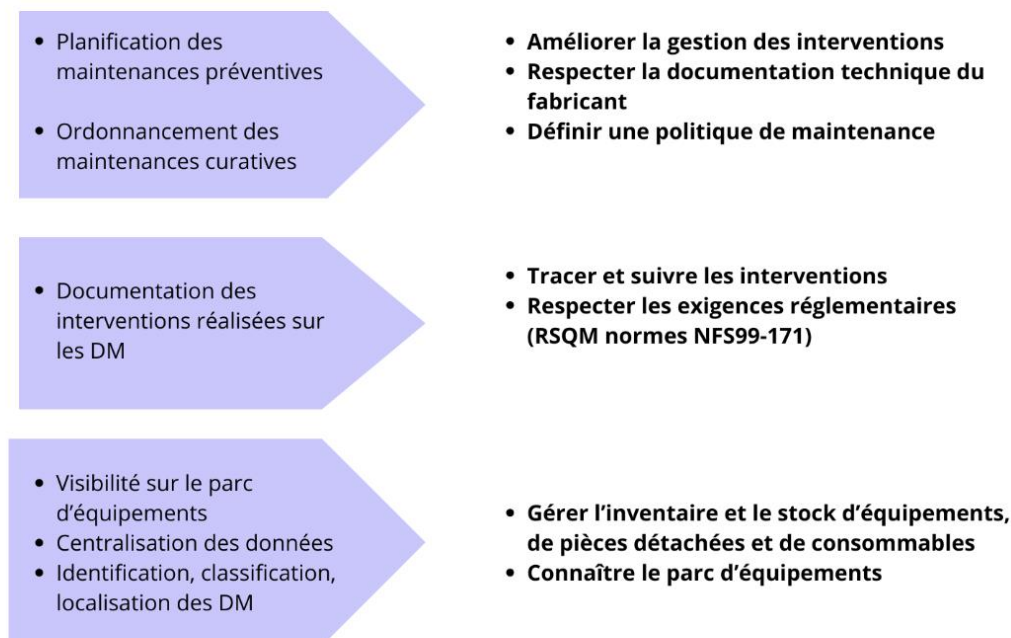 • Planification des
maintenances préventives
• Ordonnancement des
maintenances curatives
• Améliorer la gestion des interventions
• Respecter la documentation technique du
fabricant
• Définir une politique de maintenance
• Documentation des
interventions réalisées sur
les DM
• Tracer et suivre les interventions
• Respecter les exigences réglementaires
(RSQM normes NFS99-171)
• Visibilité sur le parc
d’équipements
• Centralisation des données
• Identification, classification,
localisation des DM
• Gérer l’inventaire et le stock d’équipements,
de pièces détachées et de consommables
• Connaître le parc d’équipements